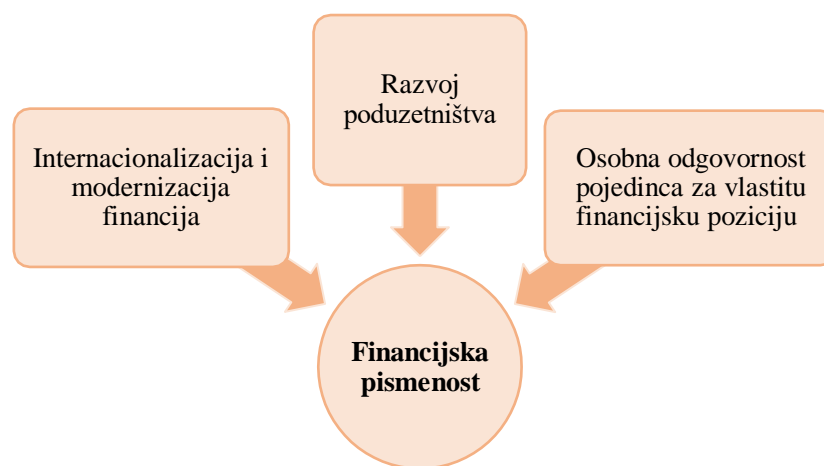 Internacionalizacija i
modernizacija
financija
Razvoj
poduzetništva
Osobna odgovornost
pojedinca za vlastitu
financijsku poziciju
Financijska
pismenost